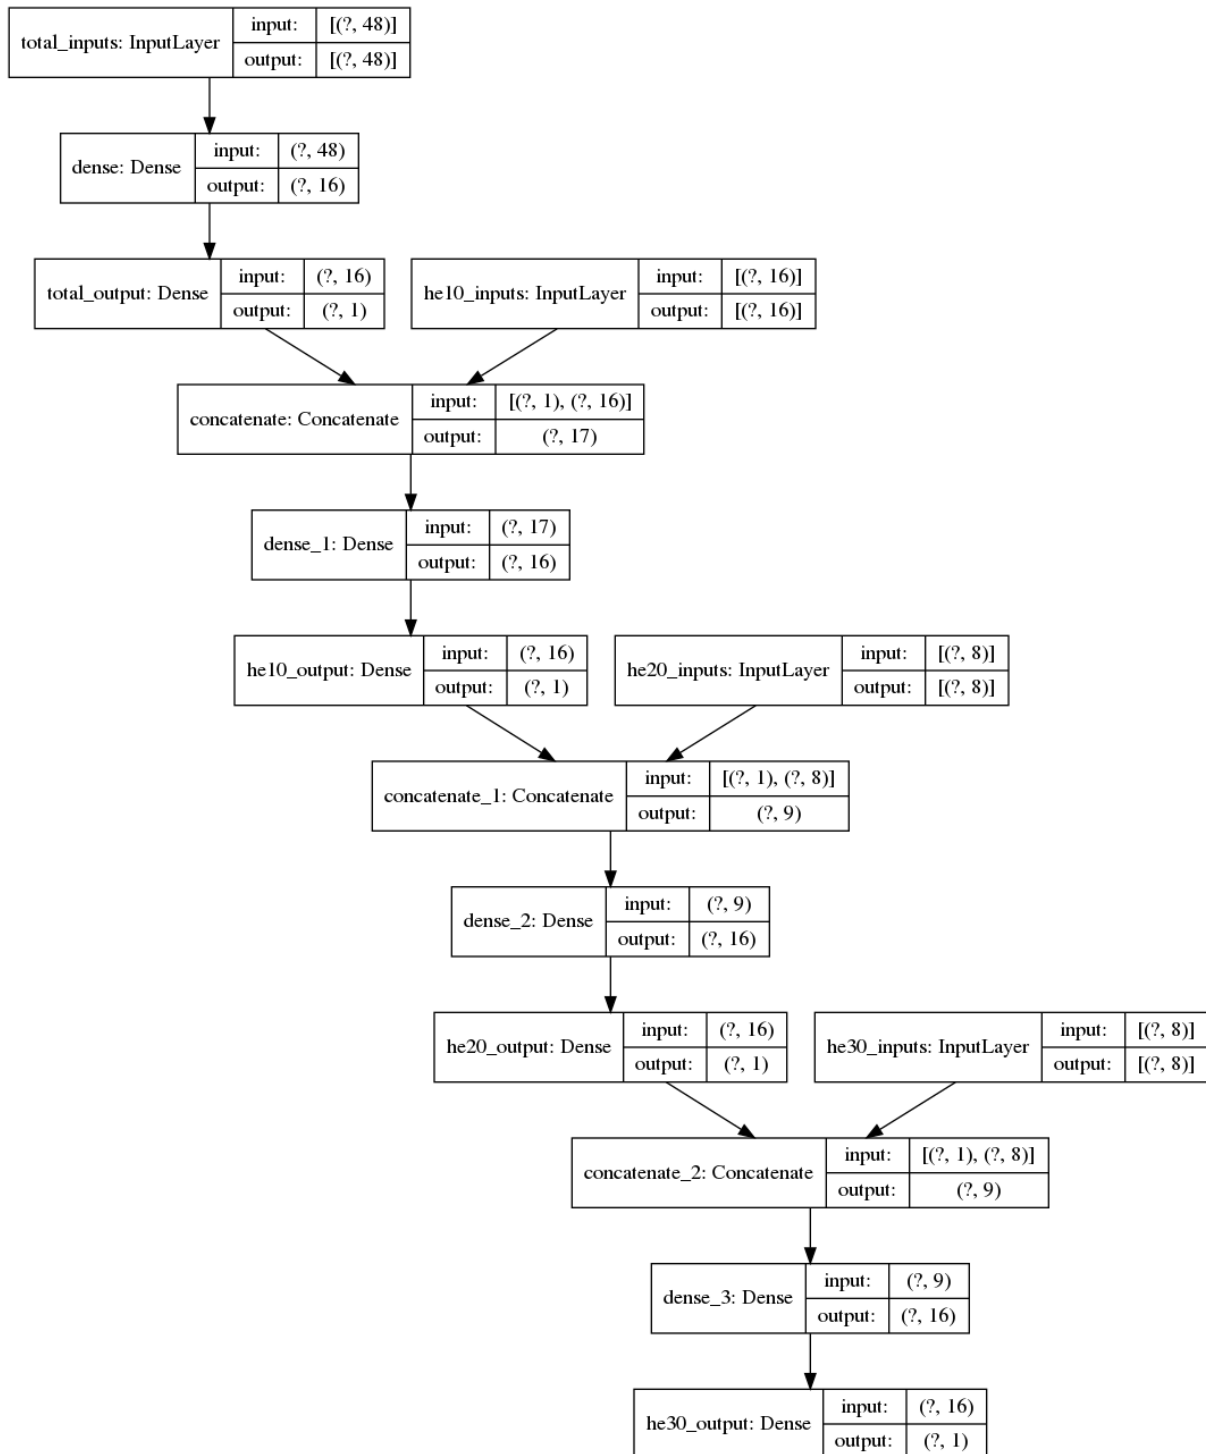 total_inputs: InputLayer
input: [(?, 48)]
output: [(?, 48)]
dense: Dense
input: (?, 48)
output: (?, 16)
total_output: Dense
input: (?, 16)
output: (?, 1)
he10_inputs: InputLayer
input: [(?, 16)]
output: [(?, 16)]
concatenate: Concatenate
input: [(?, 1), (?, 16)]
output: (?, 17)
dense_1: Dense
input: (?, 17)
output: (?, 16)
he10_output: Dense
input: (?, 16)
output: (?, 1)
he20_inputs: InputLayer
input: [(?, 8)]
output: [(?, 8)]
concatenate_1: Concatenate
input: [(?, 1), (?, 8)]
output: (?, 9)
dense_2: Dense
input: (?, 9)
output: (?, 16)
he20_output: Dense
input: (?, 16)
output: (?, 1)
he30_inputs: InputLayer
input: [(?, 8)]
output: [(?, 8)]
concatenate_2: Concatenate
input: [(?, 1), (?, 8)]
output: (?, 9)
dense_3: Dense
input: (?, 9)
output: (?, 16)
he30_output: Dense
input: (?, 16)
output: (?, 1)